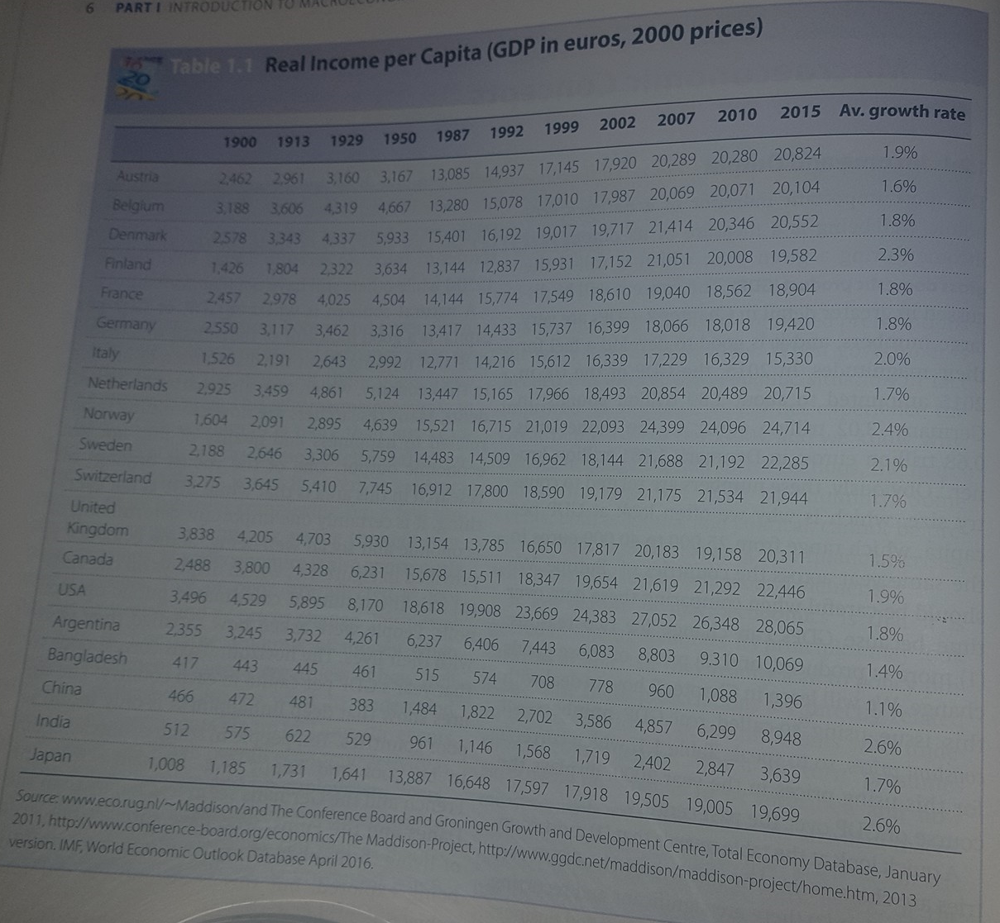 6 PART I INTRODUCTION TO
20
Table 1.1 Real Income per Capita (GDP in euros, 2000 prices)
1900 1913 1929 1950 1987 1992 1999 2002 2007 2010 2015 Av. growth rate
Austria 2,462 2,961 3,160 3,167 13,085 14,937 17,145 17,920 20,289 20,280 20,824 1.9%
Belgium 3,188 3,606 4,319 4,667 13,280 15,078 17,010 17,987 20,069 20,071 20,104 1.6%
Denmark 2,578 3,343 4,337 5,933 15,401 16,192 19,017 19,717 21,414 20,346 20,552 1.8%
Finland 1,426 1,804 2,322 3,634 13,144 12,837 15,931 17,152 21,051 20,008 19,582 2.3%
France 2,457 2,978 4,025 4,504 14,144 15,774 17,549 18,610 19,040 18,562 18,904 1.8%
Germany 2,550 3,117 3,462 3,316 13,417 14,433 15,737 16,399 18,066 18,018 19,420 1.8%
Italy 1,526 2,191 2,643 2,992 12,771 14,216 15,612 16,339 17,229 16,329 15,330 2.0%
Netherlands 2,925 3,459 4,861 5,124 13,447 15,165 17,966 18,493 20,854 20,489 20,715 1.7%
Norway 1,604 2,091 2,895 4,639 15,521 16,715 21,019 22,093 24,399 24,096 24,714 2.4%
Sweden 2,188 2,646 3,306 5,759 14,483 14,509 16,962 18,144 21,688 21,192 22,285 2.1%
Switzerland 3,275 3,645 5,410 7,745 16,912 17,800 18,590 19,179 21,175 21,534 21,944 1.7%
United
Kingdom 3,838 4,205 4,703 5,930 13,154 13,785 16,650 17,817 20,183 19,158 20,311 1.5%
Canada 2,488 3,800 4,328 6,231 15,678 15,511 18,347 19,654 21,619 21,292 22,446 1.9%
USA 3,496 4,529 5,895 8,170 18,618 19,908 23,669 24,383 27,052 26,348 28,065 1.8%
Argentina 2,355 3,245 3,732 4,261 6,237 6,406 7,443 6,083 8,803 9.310 10,069 1.4%
Bangladesh 417 443 445 461 515 574 708 778 960 1,088 1,396 1.1%
China 466 472 481 383 1,484 1,822 2,702 3,586 4,857 6,299 8,948 2.6%
India 512 575 622 529 961 1,146 1,568 1,719 2,402 2,847 3,639 1.7%
Japan 1,008 1,185 1,731 1,641 13,887 16,648 17,597 17,918 19,505 19,005 19,699 2.6%
Source: www.eco.rug.nl/~Maddison/and The Conference Board and Groningen Growth and Development Centre, Total Economy Database, January
2011, http://www.conference-board.org/economics/The Maddison-Project, http://www.ggdc.net/maddison/maddison-project/home.htm, 2013
version. IMF, World Economic Outlook Database April 2016.